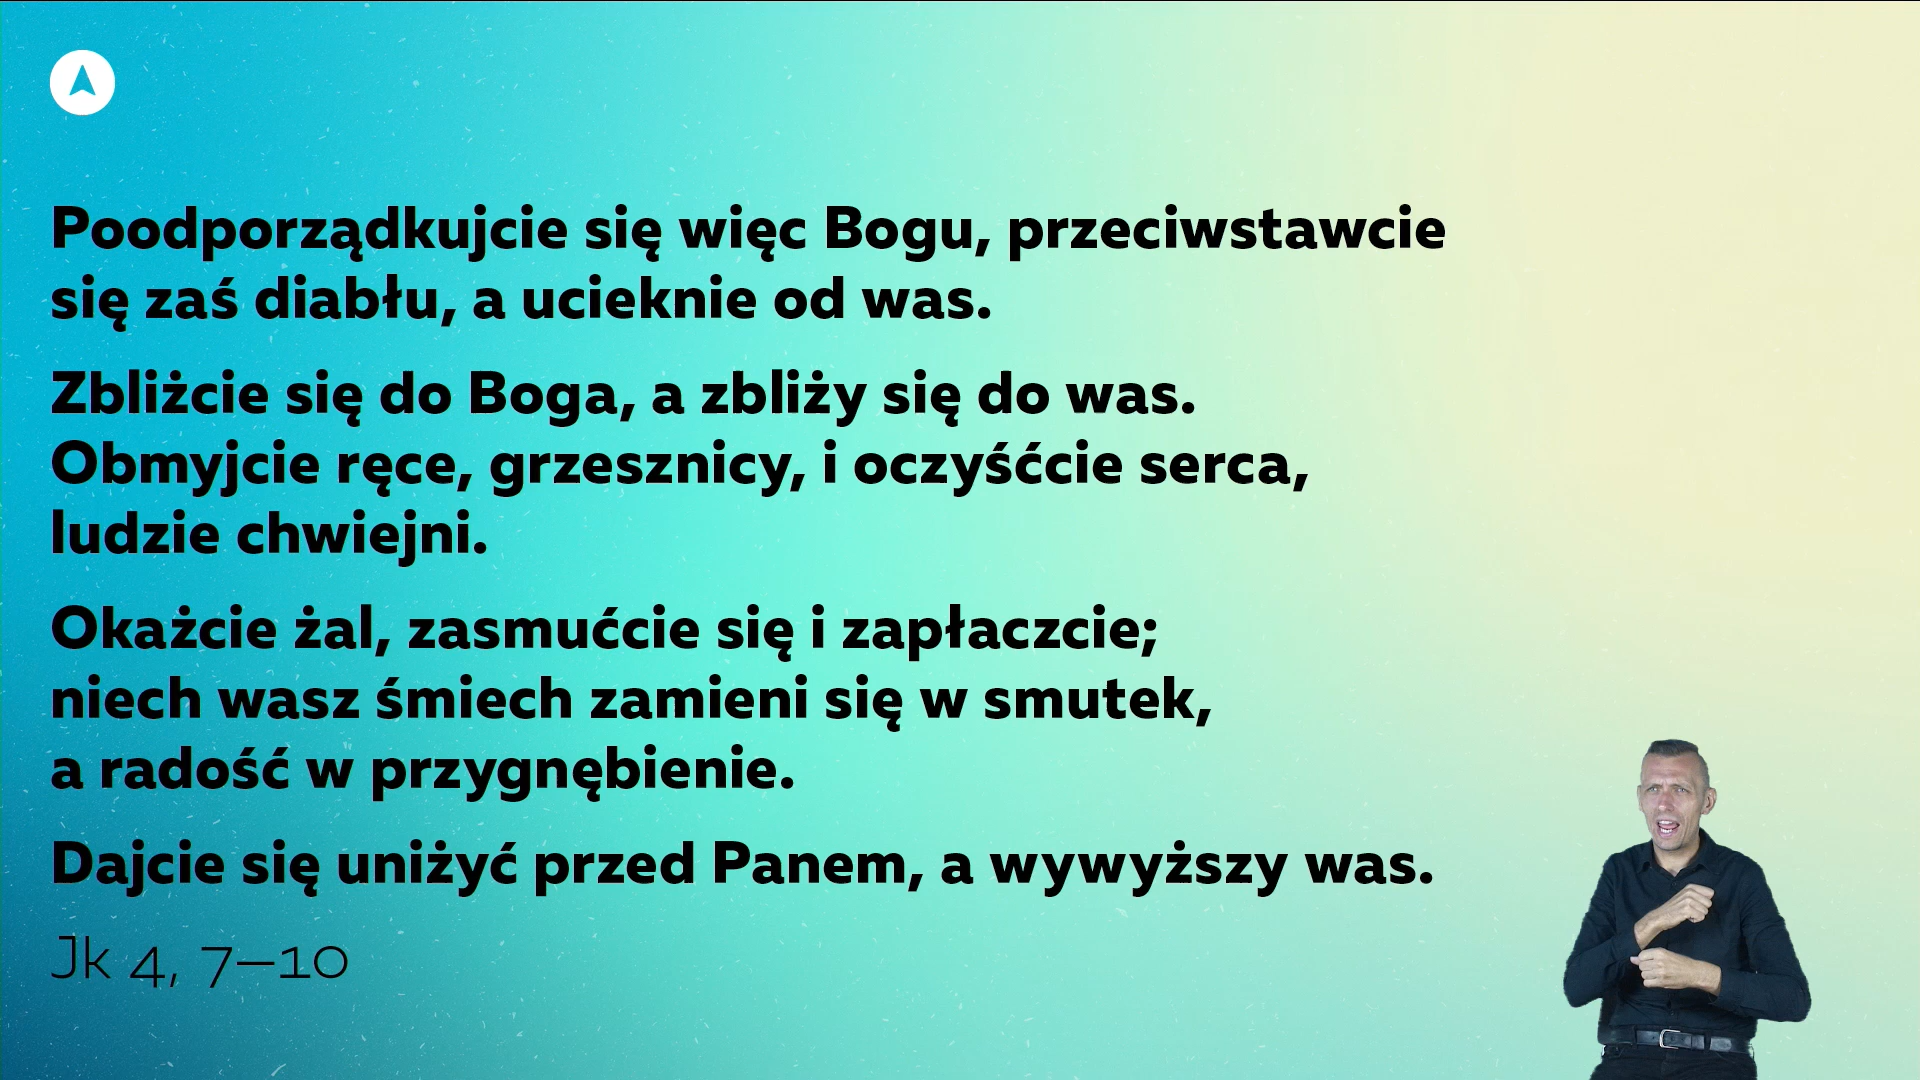 Poodporządkujcie się więc Bogu, przeciwstawcie
się zaś diabłu, a ucieknie od was.
Zbliżcie się do Boga, a zbliży się do was.
Obmyjcie ręce, grzesznicy, i oczyśćcie serca,
ludzie chwiejni.
Okażcie żal, zasmućcie się i zapłaczcie;
niech wasz śmiech zamieni się w smutek,
a radość w przygnębienie.
Dajcie się uniżyć przed Panem, a wywyższy was.
Jk 4, 7–10